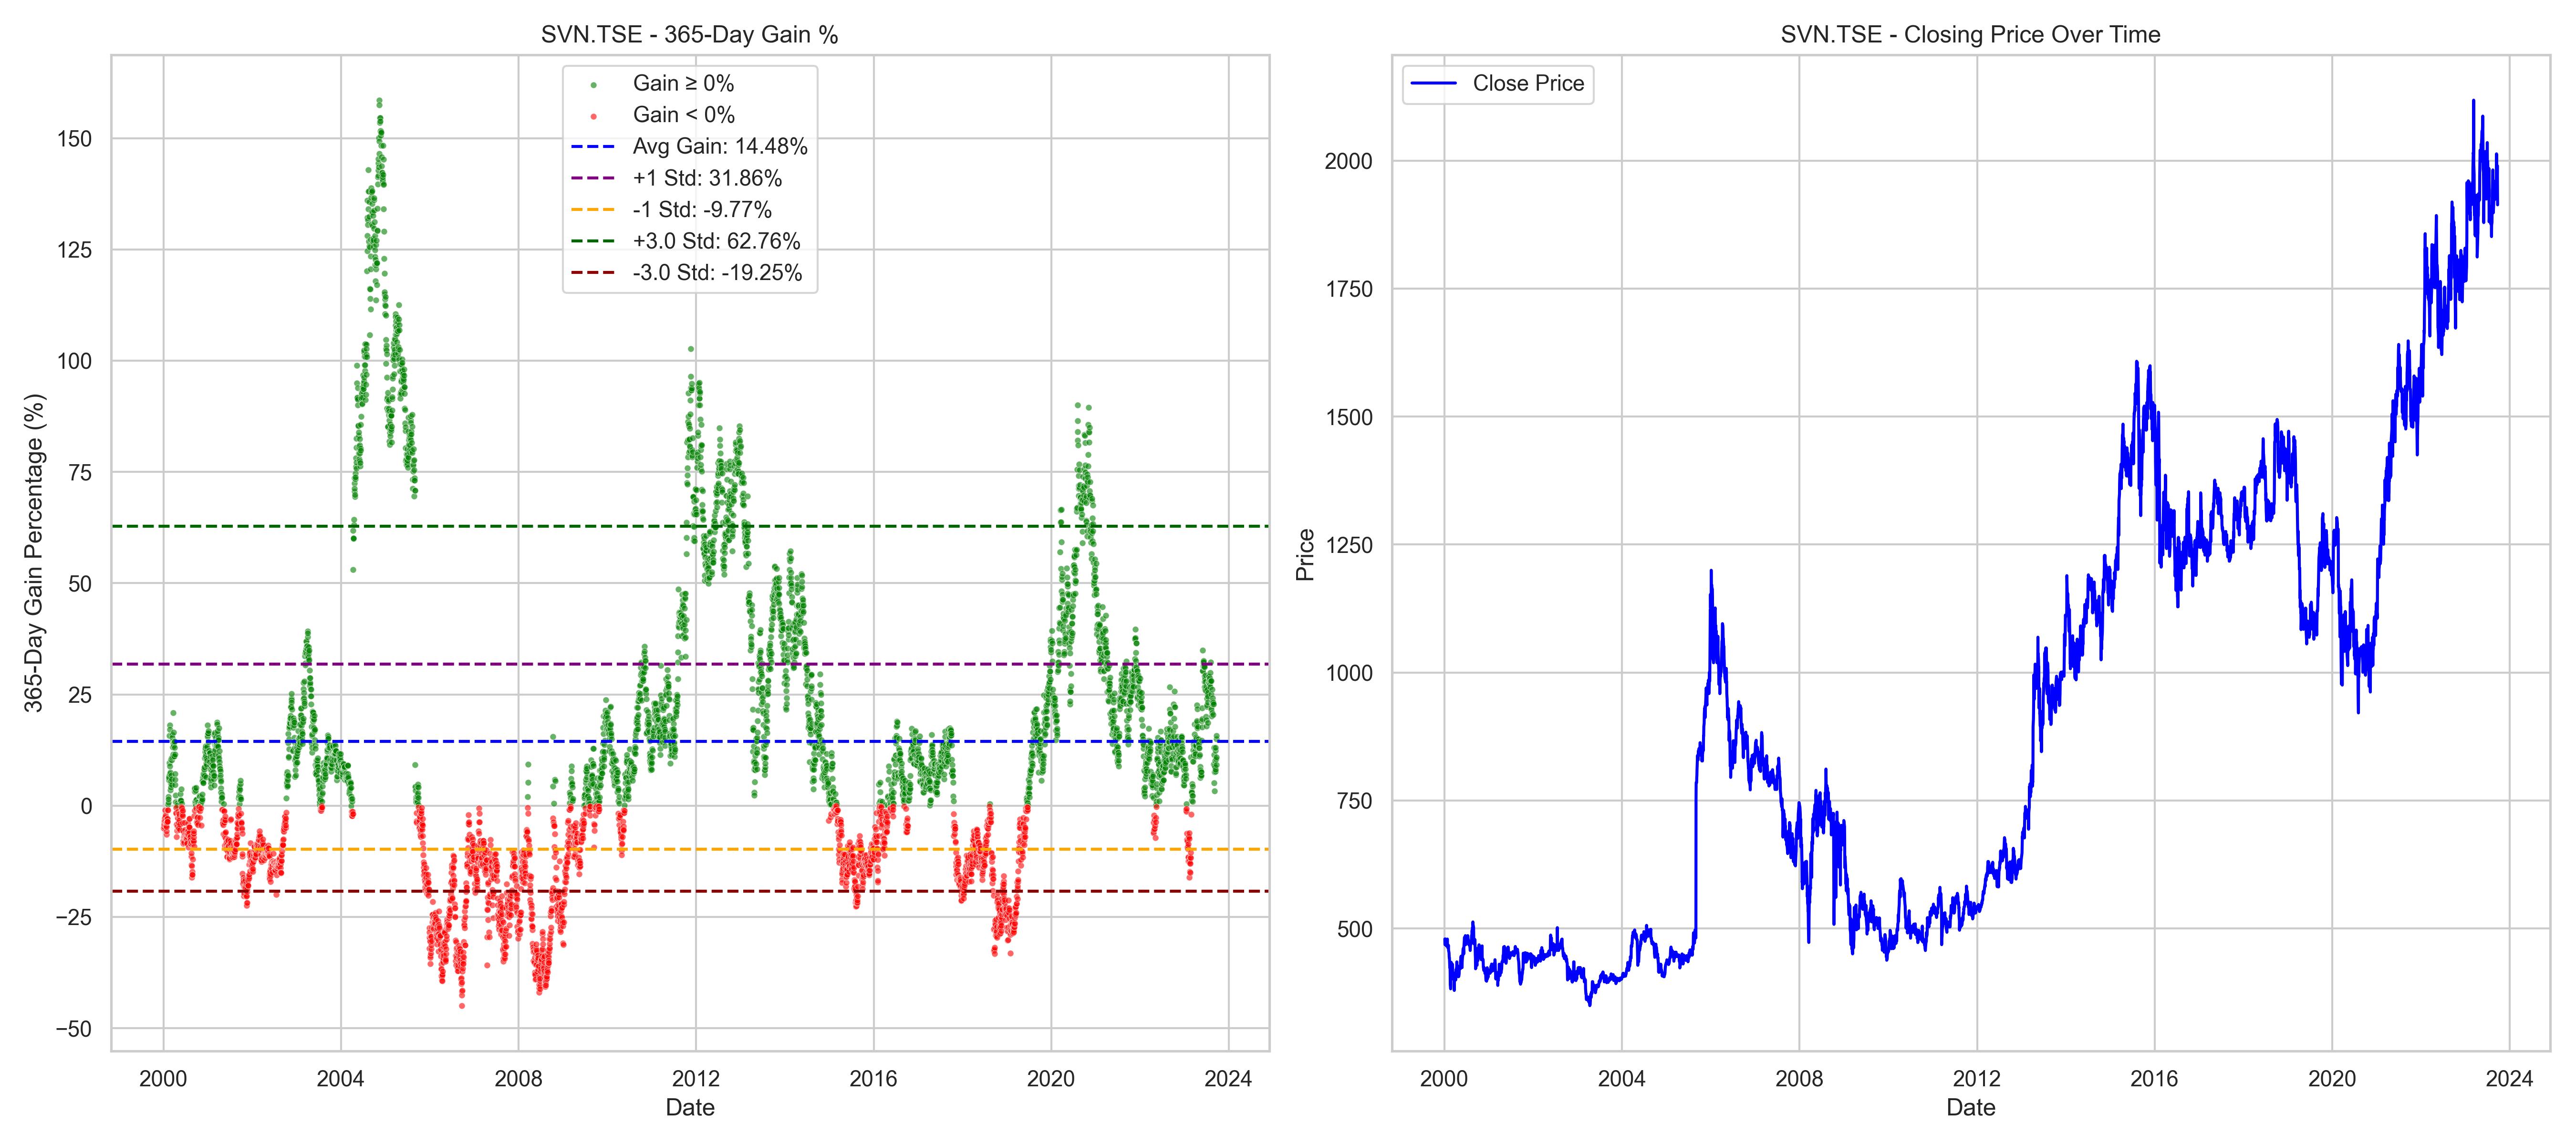 SVN.TSE - 365-Day Gain %
Gain ≥ 0%
Gain < 0%
Avg Gain: 14.48%
+1 Std: 31.86%
-1 Std: -9.77%
+3.0 Std: 62.76%
-3.0 Std: -19.25%
365-Day Gain Percentage (%)
150
125
100
75
50
25
0
−25
−50
2000 2004 2008 2012 2016 2020 2024
Date
SVN.TSE - Closing Price Over Time
Close Price
Price
2000
1750
1500
1250
1000
750
500
2000 2004 2008 2012 2016 2020 2024
Date